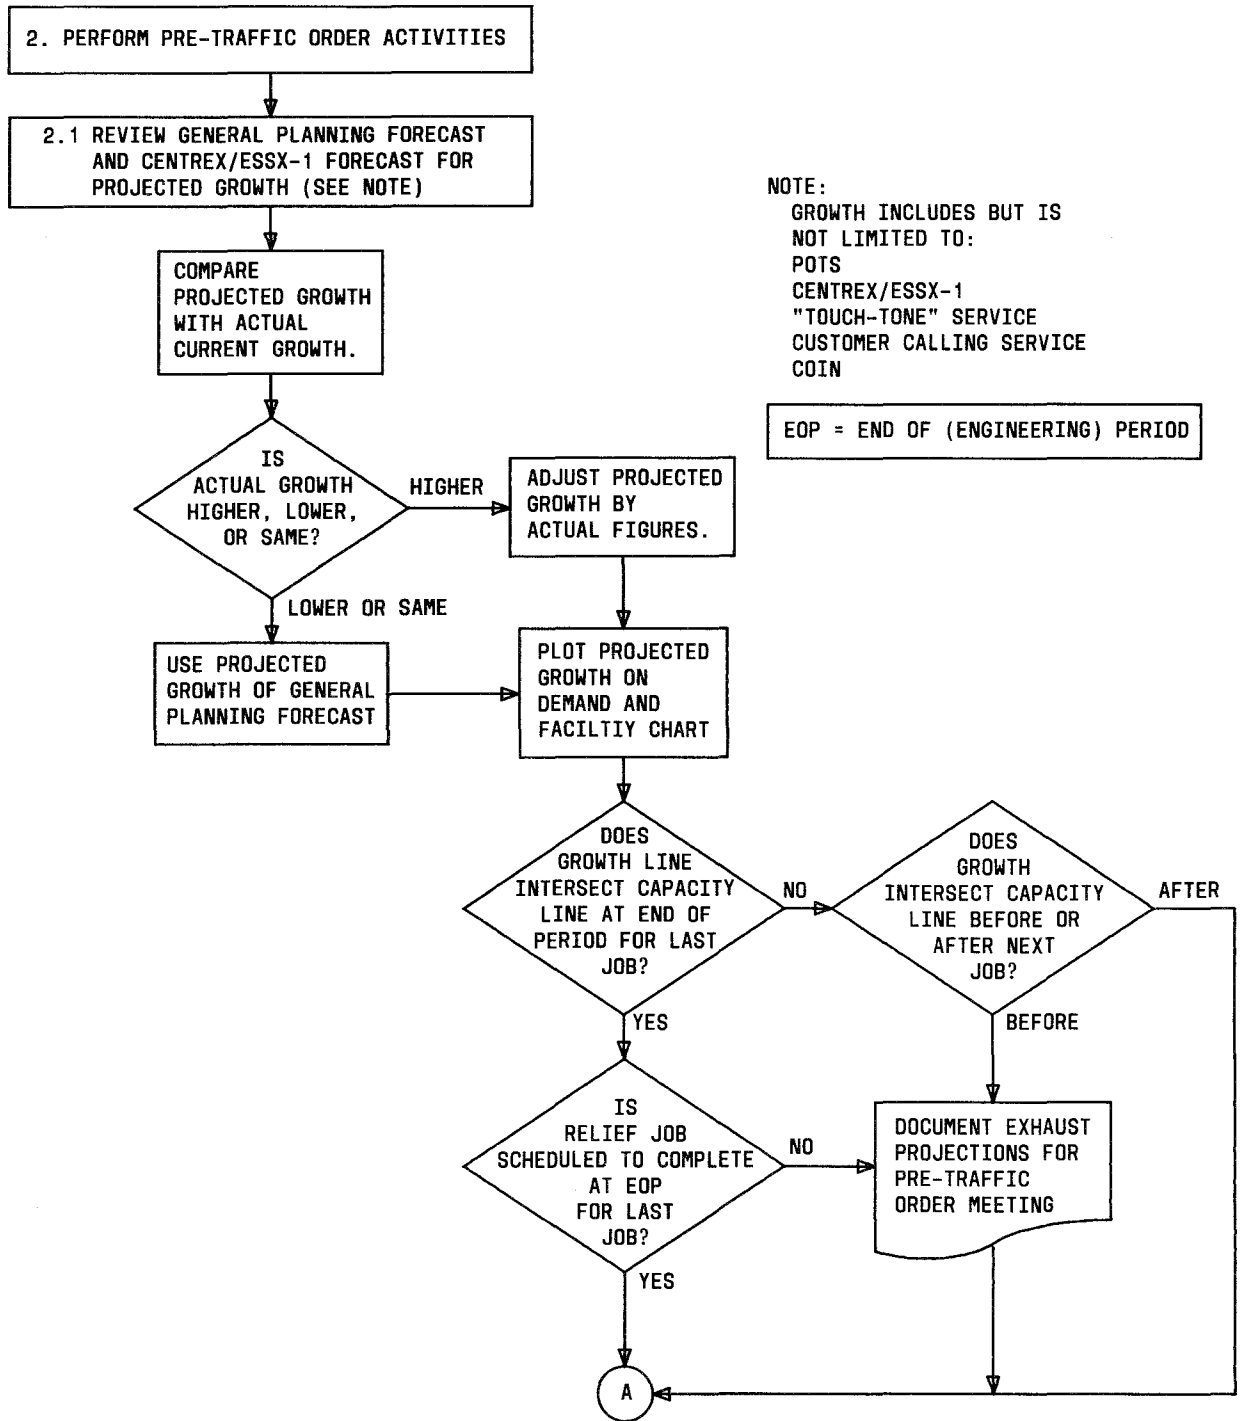 2. PERFORM PRE-TRAFFIC ORDER ACTIVITIES
2.1 REVIEW GENERAL PLANNING FORECAST
AND CENTREX/ESSX-1 FORECAST FOR
PROJECTED GROWTH (SEE NOTE)
NOTE:
GROWTH INCLUDES BUT IS
NOT LIMITED TO:
POTS
CENTREX/ESSX-1
"TOUCH-TONE" SERVICE
CUSTOMER CALLING SERVICE
COIN
EOP = END OF (ENGINEERING) PERIOD
COMPARE
PROJECTED GROWTH
WITH ACTUAL
CURRENT GROWTH.
IS
ACTUAL GROWTH
HIGHER, LOWER,
OR SAME?
HIGHER
ADJUST PROJECTED
GROWTH BY
ACTUAL FIGURES.
LOWER OR SAME
USE PROJECTED
GROWTH OF GENERAL
PLANNING FORECAST
PLOT PROJECTED
GROWTH ON
DEMAND AND
FACILTIY CHART
DOES
GROWTH LINE
INTERSECT CAPACITY
LINE AT END OF
PERIOD FOR LAST
JOB?
NO
DOES
GROWTH
INTERSECT CAPACITY
LINE BEFORE OR
AFTER NEXT
JOB?
AFTER
YES
BEFORE
IS
RELIEF JOB
SCHEDULED TO COMPLETE
AT EOP
FOR LAST
JOB?
NO
DOCUMENT EXHAUST
PROJECTIONS FOR
PRE-TRAFFIC
ORDER MEETING
YES
A